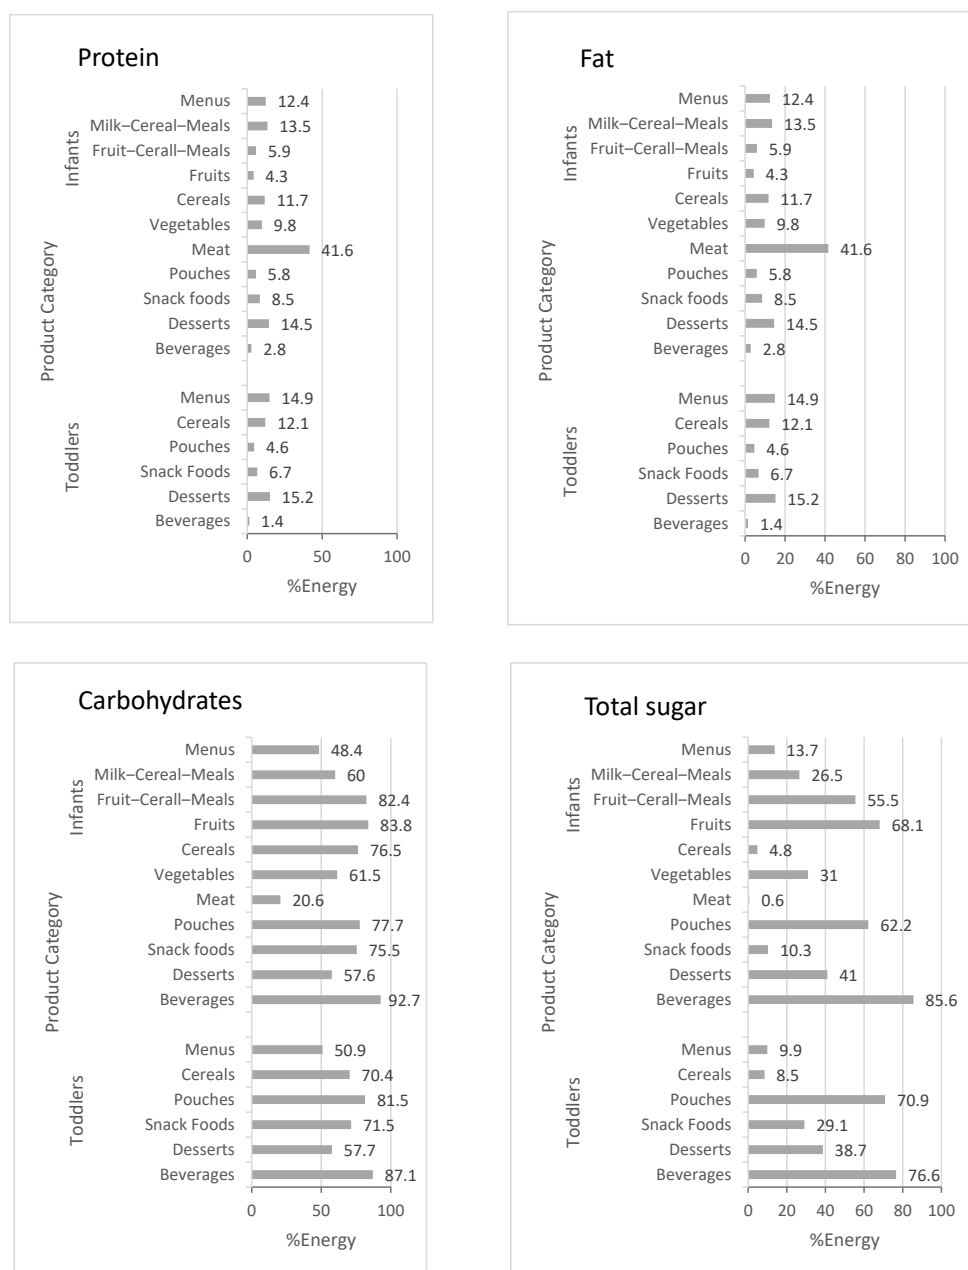 Protein
Product Category
Infants
Menus 12.4
Milk–Cereal–Meals 13.5
Fruit–Cerall–Meals 5.9
Fruits 4.3
Cereals 11.7
Vegetables 9.8
Meat 41.6
Pouches 5.8
Snack foods 8.5
Desserts 14.5
Beverages 2.8
Toddlers
Menus 14.9
Cereals 12.1
Pouches 4.6
Snack Foods 6.7
Desserts 15.2
Beverages 1.4
0 50 100
%Energy
Fat
Product Category
Infants
Menus 12.4
Milk–Cereal–Meals 13.5
Fruit–Cerall–Meals 5.9
Fruits 4.3
Cereals 11.7
Vegetables 9.8
Meat 41.6
Pouches 5.8
Snack foods 8.5
Desserts 14.5
Beverages 2.8
Toddlers
Menus 14.9
Cereals 12.1
Pouches 4.6
Snack Foods 6.7
Desserts 15.2
Beverages 1.4
0 20 40 60 80 100
%Energy
Carbohydrates
Product Category
Infants
Menus 48.4
Milk–Cereal–Meals 60
Fruit–Cerall–Meals 82.4
Fruits 83.8
Cereals 76.5
Vegetables 61.5
Meat 20.6
Pouches 77.7
Snack foods 75.5
Desserts 57.6
Beverages 92.7
Toddlers
Menus 50.9
Cereals 70.4
Pouches 81.5
Snack Foods 71.5
Desserts 57.7
Beverages 87.1
0 50 100
%Energy
Total sugar
Product Category
Infants
Menus 13.7
Milk–Cereal–Meals 26.5
Fruit–Cerall–Meals 55.5
Fruits 68.1
Cereals 4.8
Vegetables 31
Meat 0.6
Pouches 62.2
Snack foods 10.3
Desserts 41
Beverages 85.6
Toddlers
Menus 9.9
Cereals 8.5
Pouches 70.9
Snack Foods 29.1
Desserts 38.7
Beverages 76.6
0 20 40 60 80 100
%Energy